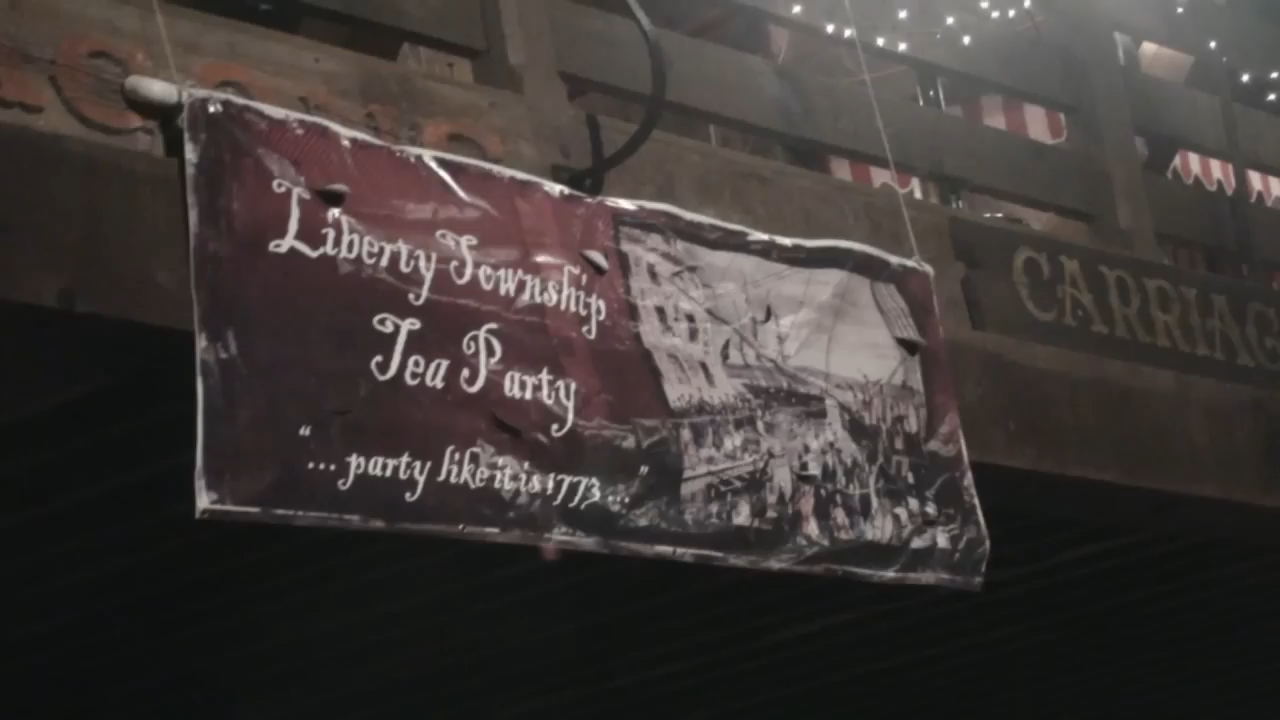 Liberty Township
Tea Party
“... party like it is 1773...”
CARRIAG